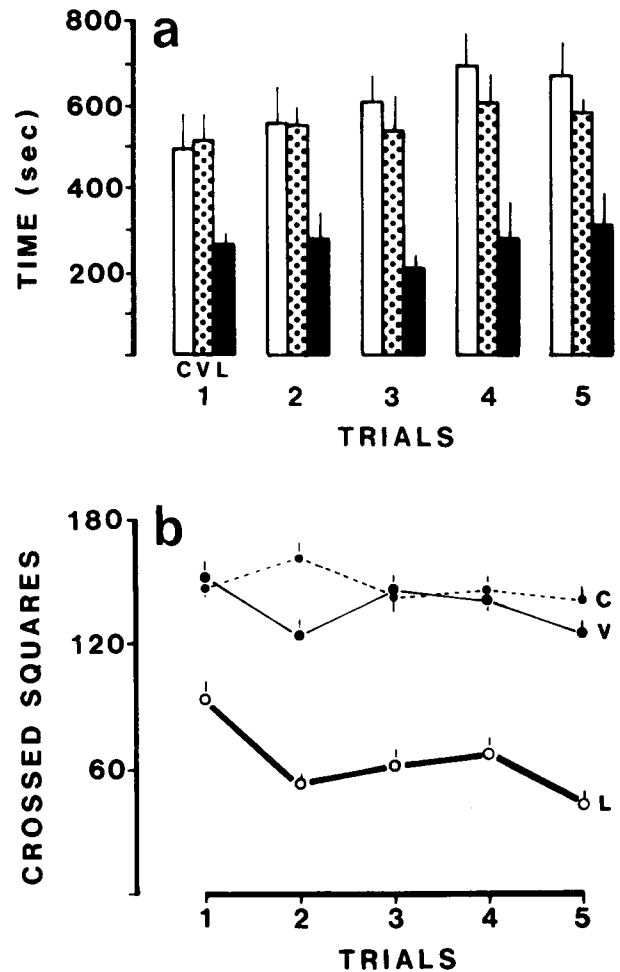 a
800
600
400
200
TIME (sec)
C V L
1 2 3 4 5
TRIALS
b
180
120
60
CROSSED SQUARES
C
V
L
1 2 3 4 5
TRIALS